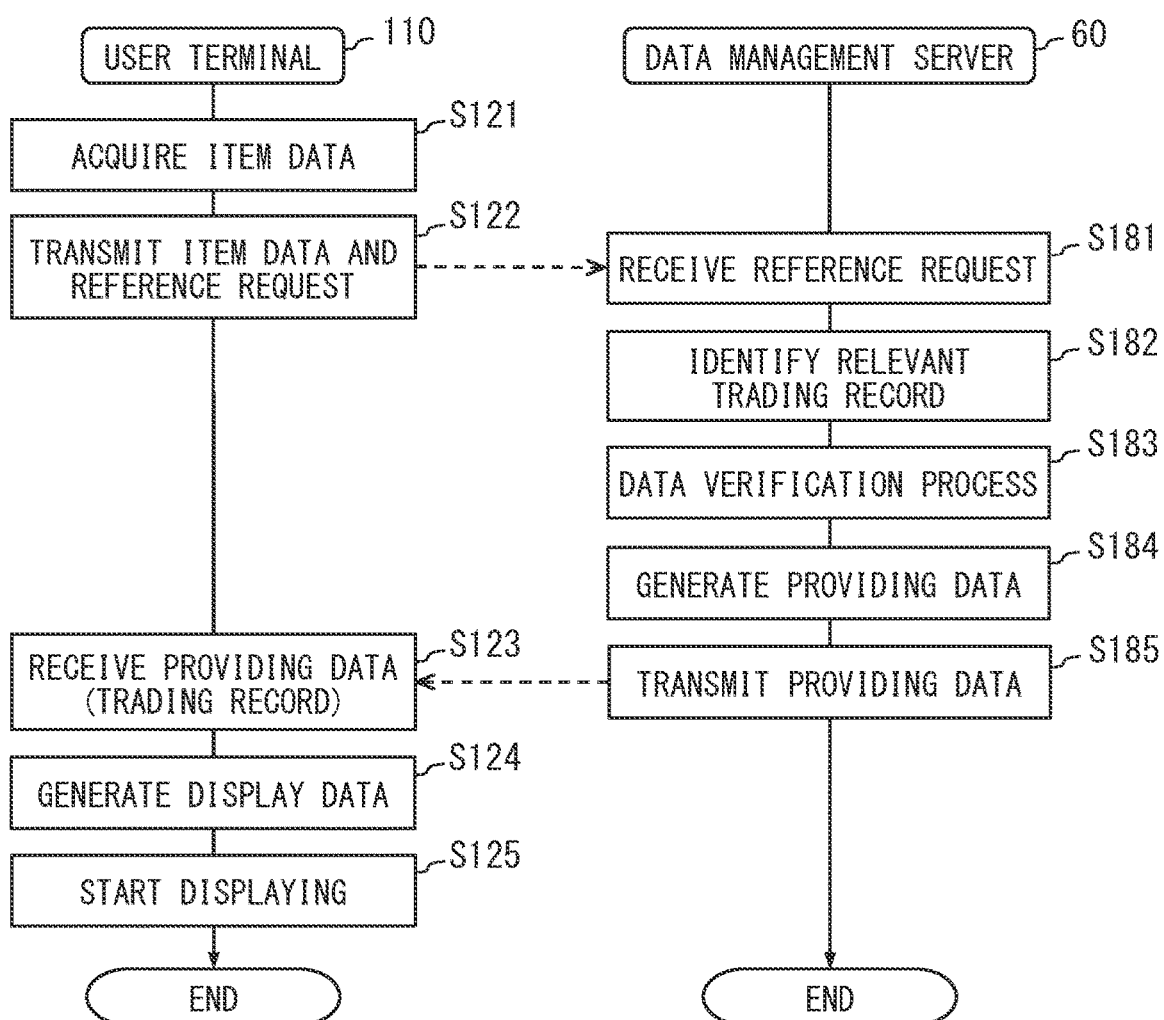 USER TERMINAL
110
DATA MANAGEMENT SERVER
60
S121
ACQUIRE ITEM DATA
S122
TRANSMIT ITEM DATA AND
REFERENCE REQUEST
S181
RECEIVE REFERENCE REQUEST
S182
IDENTIFY RELEVANT
TRADING RECORD
S183
DATA VERIFICATION PROCESS
S184
GENERATE PROVIDING DATA
S123
RECEIVE PROVIDING DATA
(TRADING RECORD)
S185
TRANSMIT PROVIDING DATA
S124
GENERATE DISPLAY DATA
S125
START DISPLAYING
END
END